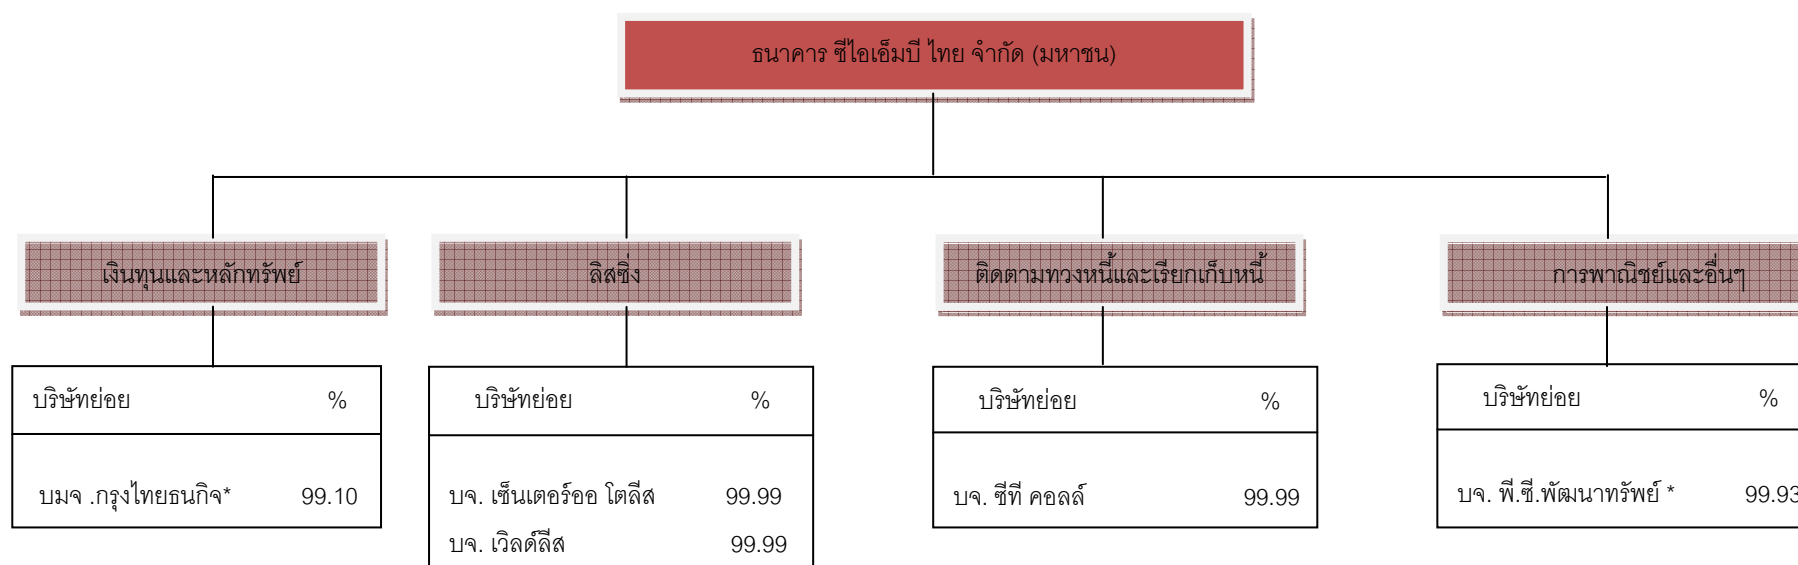 ธนาคาร ซีไอเอ็มบี ไทย จำกัด (มหาชน)
เงินทุนและหลักทรัพย์
ลิสซิ่ง
ติดตามทวงหนี้และเรียกเก็บหนี้
การพาณิชย์และอื่นๆ
บริษัทย่อย %
บมจ .กรุงไทยธนกิจ* 99.10
บริษัทย่อย %
บจ. เซ็นเตอร์ออ โตลีส 99.99
บจ. เวิลด์ลีส 99.99
บริษัทย่อย %
บจ. ซีที คอลล์ 99.99
บริษัทย่อย %
บจ. พี.ซี.พัฒนาทรัพย์ * 99.93